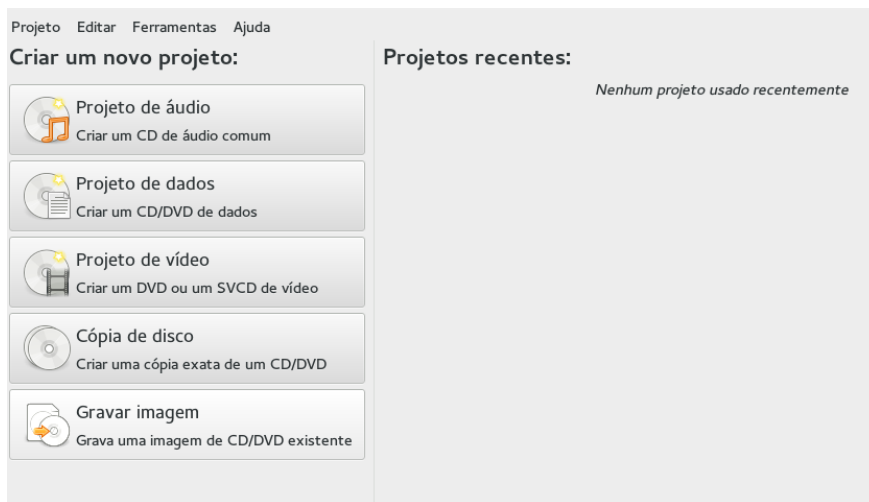 Projeto Editar Ferramentas Ajuda
Criar um novo projeto:
Projeto de áudio
Criar um CD de áudio comum
Projeto de dados
Criar um CD/DVD de dados
Projeto de vídeo
Criar um DVD ou um SVCD de vídeo
Cópia de disco
Criar uma cópia exata de um CD/DVD
Gravar imagem
Grava uma imagem de CD/DVD existente
Projetos recentes:
Nenhum projeto usado recentemente